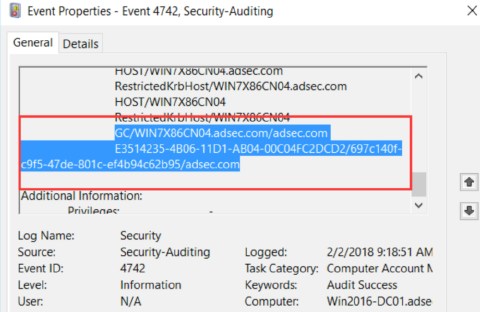 Event Properties - Event 4742, Security-Auditing
General Details
HOST/WIN7X86CN04.adsec.com
RestrictedKrbHost/WIN7X86CN04.adsec.com
HOST/WIN7X86CN04
RestrictedKrbHost/WIN7X86CN04
GC/WIN7X86CN04.adsec.com/adsec.com
E3514235-4B06-11D1-AB04-00C04FC2DCD2/697c140f-
c9f5-47de-801c-ef4b94c62b95/adsec.com
Additional Information:
Privileges: -
Log Name: Security
Source: Security-Auditing Logged: 2/2/2018 9:18:51 AM
Event ID: 4742 Task Category: Computer Account M
Level: Information Keywords: Audit Success
User: N/A Computer: Win2016-DC01.adse